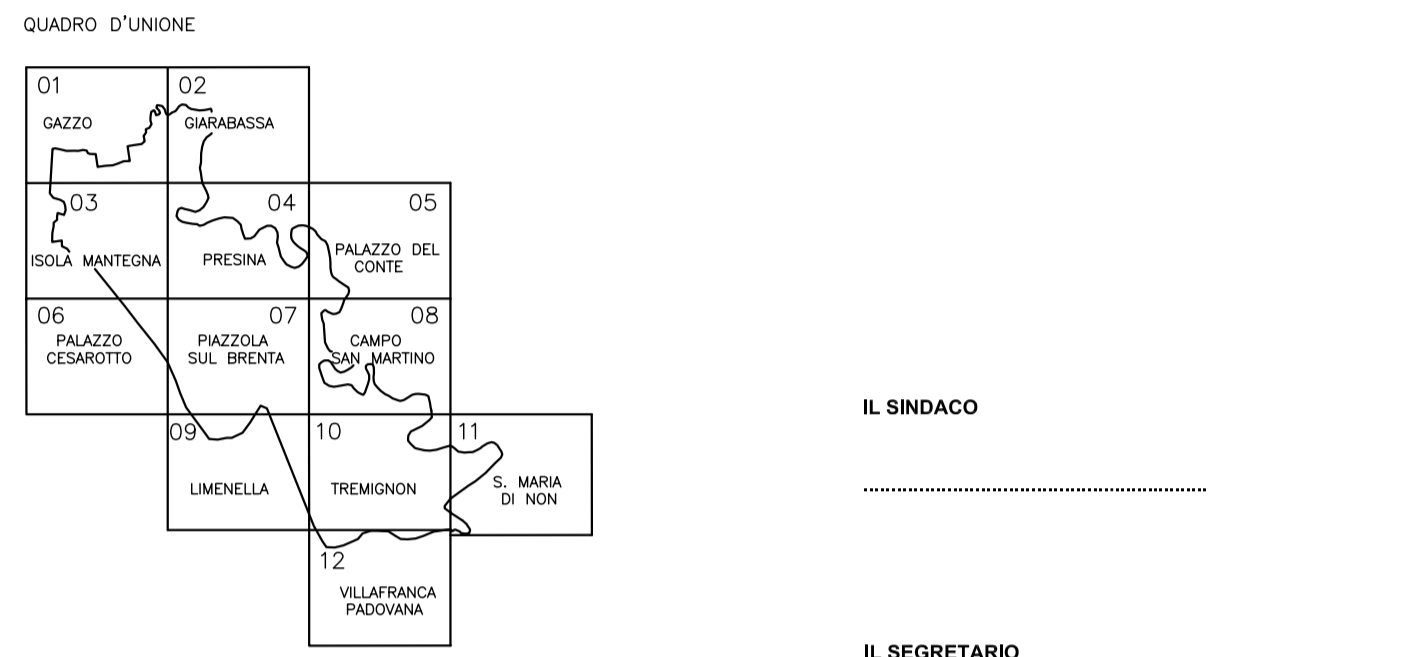 QUADRO D'UNIONE
01
GAZZO
02
GIARABASSA
03
ISOLA MANTEGNA
04
PRESINA
05
PALAZZO DEL
CONTE
06
PALAZZO
CESAROTTO
07
PIAZZOLA
SUL BRENTA
08
CAMPO
SAN MARTINO
09
LIMENELLA
10
TREMIGNON
11
S. MARIA
DI NON
12
VILLAFRANCA
PADOVANA
IL SINDACO
IL SEGRETARIO